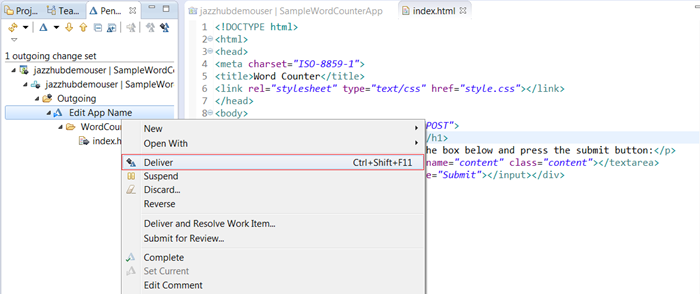 Proj...
Tea...
Pen...
jazzhubdemouser | SampleWordCounterApp
index.html
1 outgoing change set
jazzhubdemouser | SampleWordCo
jazzhubdemouser | SampleWor
Outgoing
Edit App Name
WordCoun
index.h
1 <!DOCTYPE html>
2 <html>
3 <head>
4 <meta charset="ISO-8859-1">
5 <title>Word Counter</title>
6 <link rel="stylesheet" type="text/css" href="style.css"></link>
7 </head>
8 <body>
POST">
/h1>
he box below and press the submit button:</p>
name="content" class="content"></textarea>
e="Submit"></input></div>
New
Open With
Deliver Ctrl+Shift+F11
Suspend
Discard...
Reverse
Deliver and Resolve Work Item...
Submit for Review...
Complete
Set Current
Edit Comment